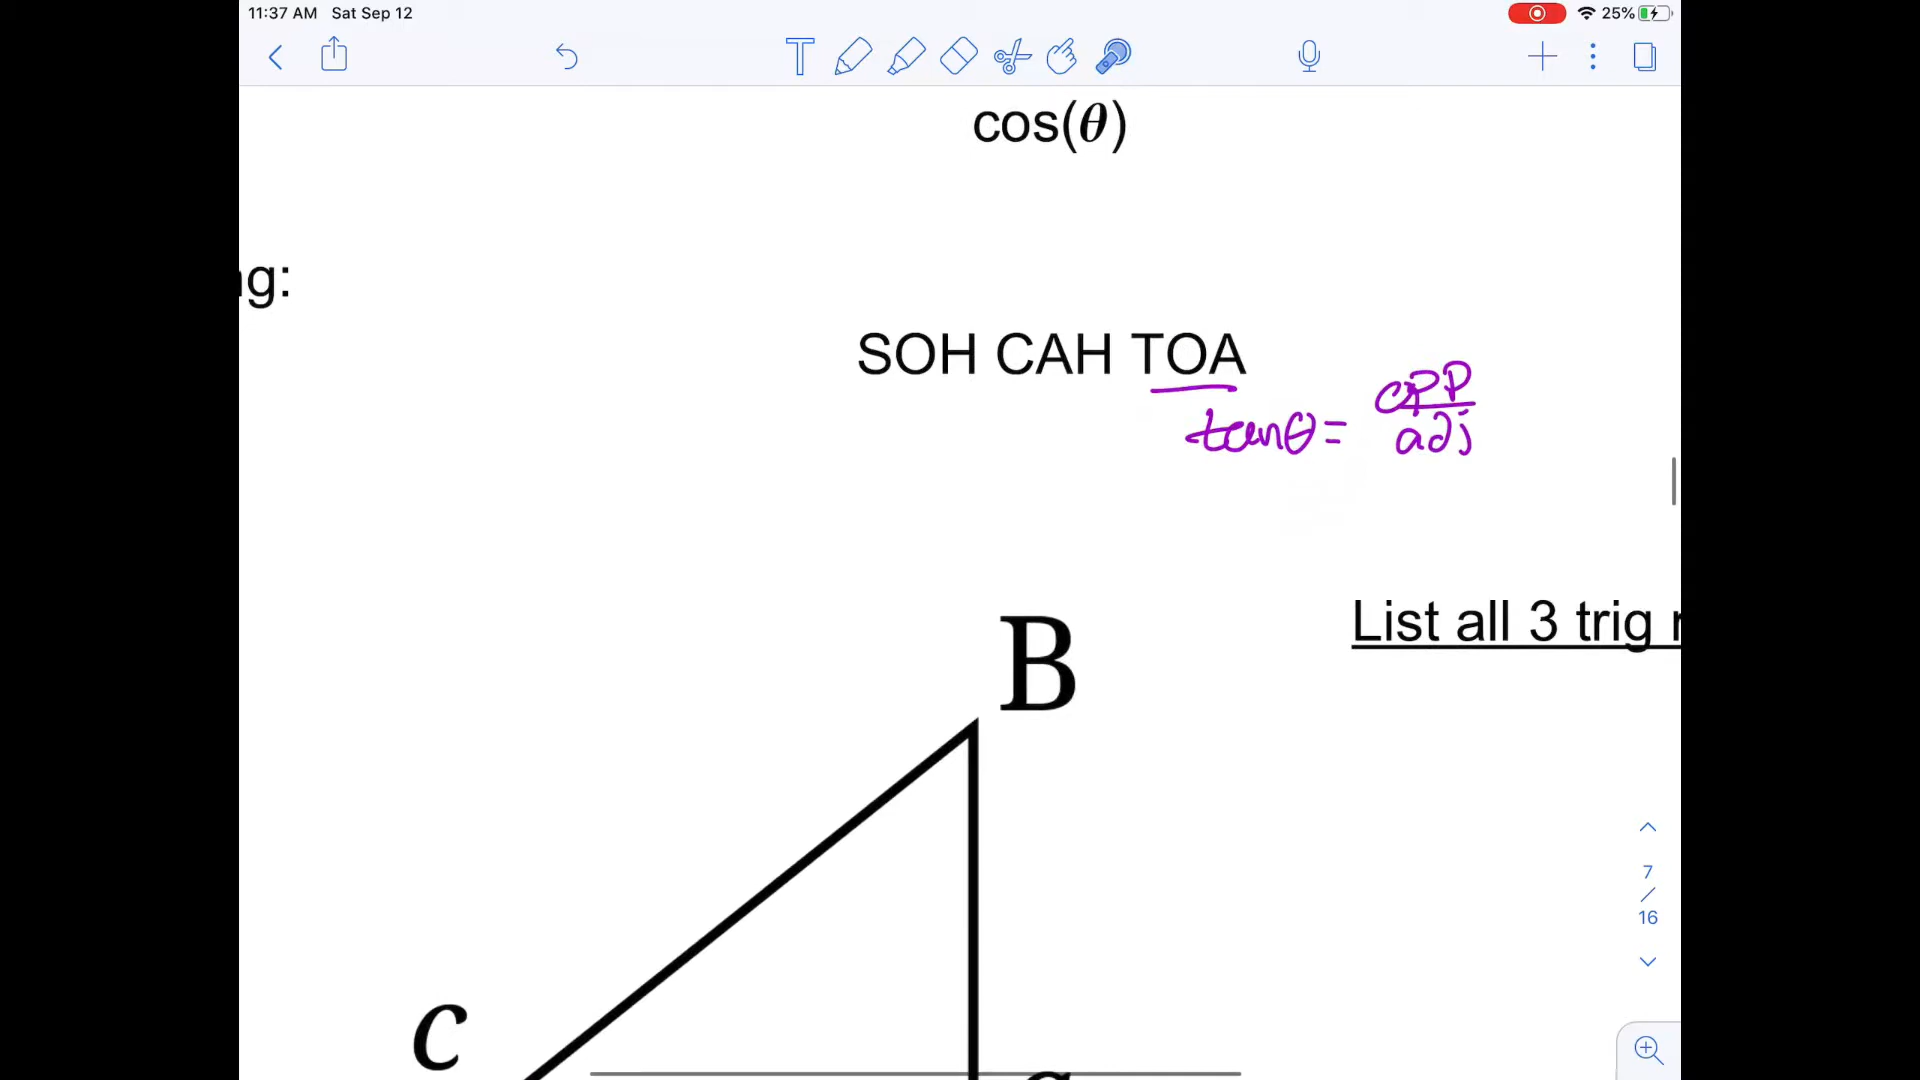 11:37 AM Sat Sep 12
25%
T
cos(θ)
ng:
SOH CAH TOA
tanθ = opp
adj
List all 3 trig r
B
7
/
16
c